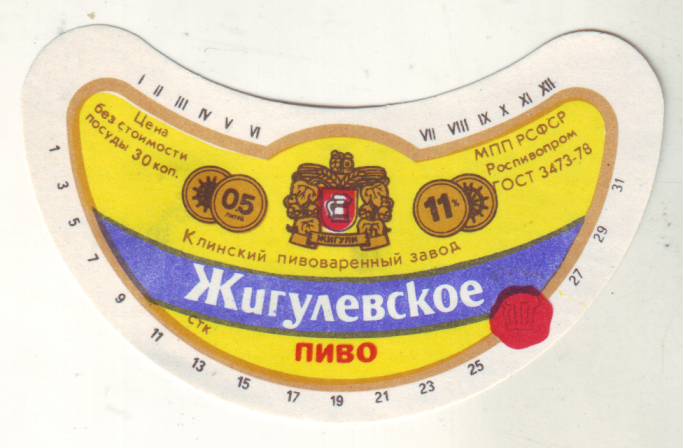 I II III IV V VI VII VIII IX X XI XII
Цена
без стоимости
посуды 30 коп.
МПП РСФСР
Роспивопром
ГОСТ 3473-78
05
ЛИТРА
11%
ЖИГУЛИ
Клинский пивоваренный завод
Жигулевское
СТК
ПИВО
1 3 5 7 9 11 13 15 17 19 21 23 25 27 29 31